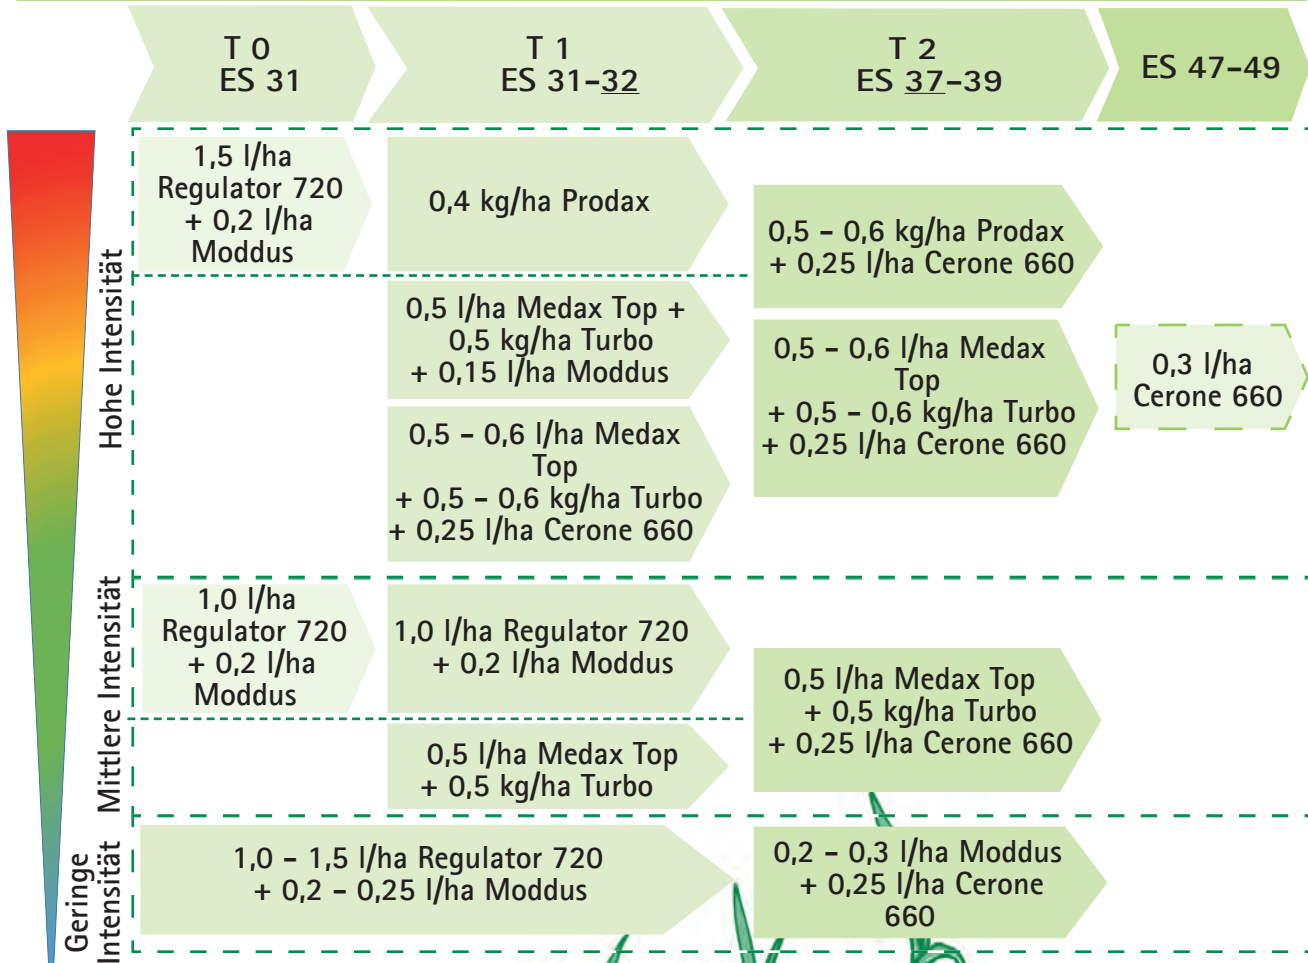 T 0
ES 31
T 1
ES 31–32
T 2
ES 37–39
ES 47–49
Hohe Intensität
1,5 l/ha
Regulator 720
+ 0,2 l/ha
Moddus
0,4 kg/ha Prodax
0,5 l/ha Medax Top +
0,5 kg/ha Turbo
+ 0,15 l/ha Moddus
0,5 – 0,6 l/ha Medax
Top
+ 0,5 – 0,6 kg/ha Turbo
+ 0,25 l/ha Cerone 660
0,5 – 0,6 kg/ha Prodax
+ 0,25 l/ha Cerone 660
0,5 – 0,6 l/ha Medax
Top
+ 0,5 – 0,6 kg/ha Turbo
+ 0,25 l/ha Cerone 660
0,3 l/ha
Cerone 660
Mittlere Intensität
1,0 l/ha
Regulator 720
+ 0,2 l/ha
Moddus
1,0 l/ha Regulator 720
+ 0,2 l/ha Moddus
0,5 l/ha Medax Top
+ 0,5 kg/ha Turbo
0,5 l/ha Medax Top
+ 0,5 kg/ha Turbo
+ 0,25 l/ha Cerone 660
Geringe
Intensität
1,0 – 1,5 l/ha Regulator 720
+ 0,2 – 0,25 l/ha Moddus
0,2 – 0,3 l/ha Moddus
+ 0,25 l/ha Cerone
660